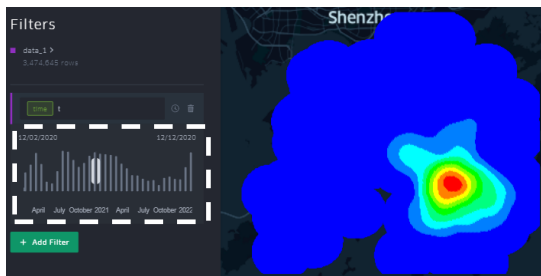 Filters
data_1 >
3,474,645 rows
time t
12/02/2020 12/12/2020
April July October 2021 April July October 2022
+ Add Filter
Shenzhe